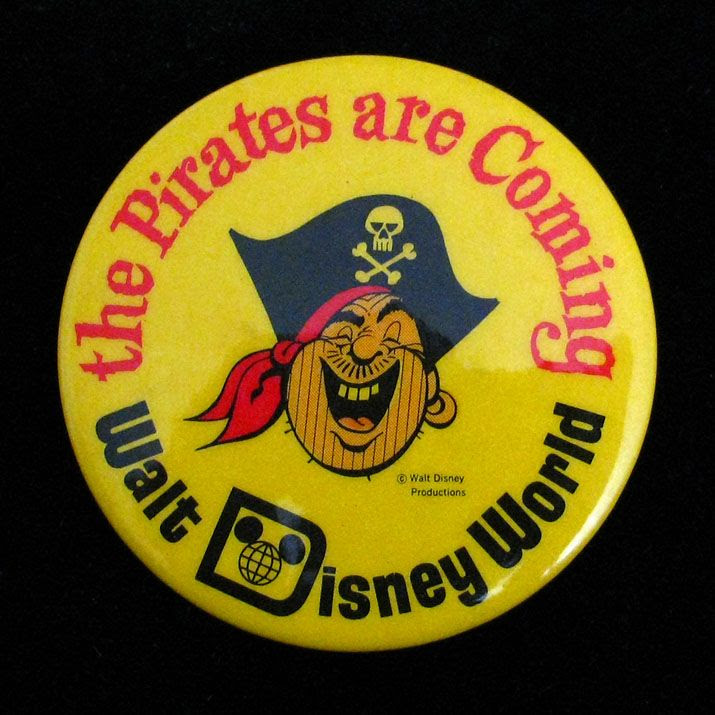 the Pirates are Coming
© Walt Disney
Productions
Walt Disney World